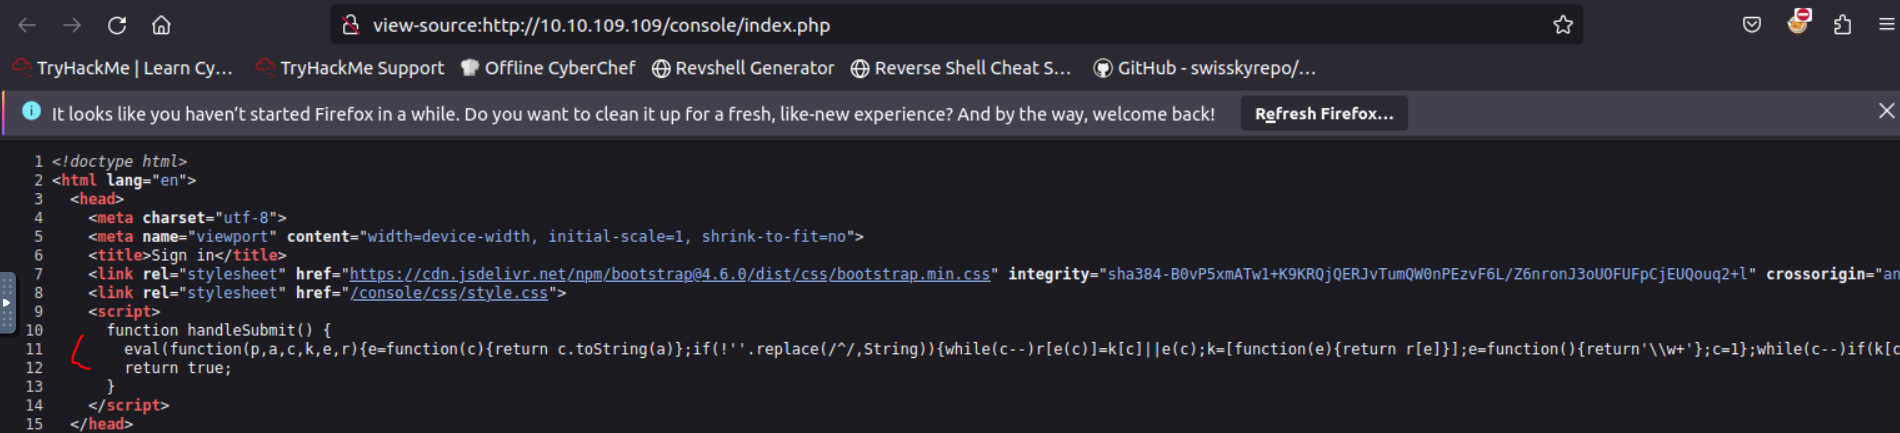 view-source:http://10.10.109.109/console/index.php
TryHackMe | Learn Cy... TryHackMe Support Offline CyberChef Revshell Generator Reverse Shell Cheat S... GitHub - swisskyrepo/...
It looks like you haven't started Firefox in a while. Do you want to clean it up for a fresh, like-new experience? And by the way, welcome back! Refresh Firefox...
1 <!doctype html>
2 <html lang="en">
3 <head>
4 <meta charset="utf-8">
5 <meta name="viewport" content="width=device-width, initial-scale=1, shrink-to-fit=no">
6 <title>Sign in</title>
7 <link rel="stylesheet" href="https://cdn.jsdelivr.net/npm/bootstrap@4.6.0/dist/css/bootstrap.min.css" integrity="sha384-B0vP5xmATw1+K9KRQjQERJvTumQW0nPEzvF6L/Z6nronJ3oUOFUFpCjEUQouq2+l" crossorigin="an
8 <link rel="stylesheet" href="/console/css/style.css">
9 <script>
10 function handleSubmit() {
11 eval(function(p,a,c,k,e,r){e=function(c){return c.toString(a)};if(!''.replace(/^/,String)){while(c--)r[e(c)]=k[c]||e(c);k=[function(e){return r[e]}];e=function(){return'\\w+'};c=1};while(c--)if(k[c
12 return true;
13 }
14 </script>
15 </head>